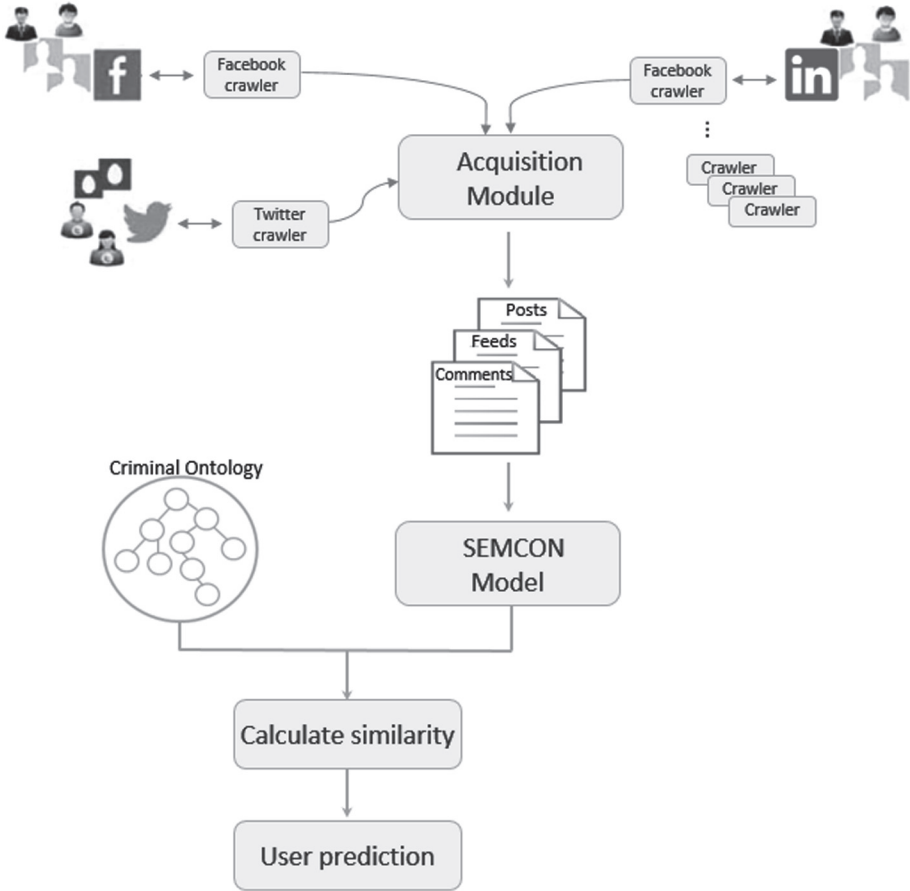 Facebook
crawler
Facebook
crawler
Crawler
Crawler
Crawler
Acquisition
Module
Twitter
crawler
Posts
Feeds
Comments
Criminal Ontology
SEMCON
Model
Calculate similarity
User prediction